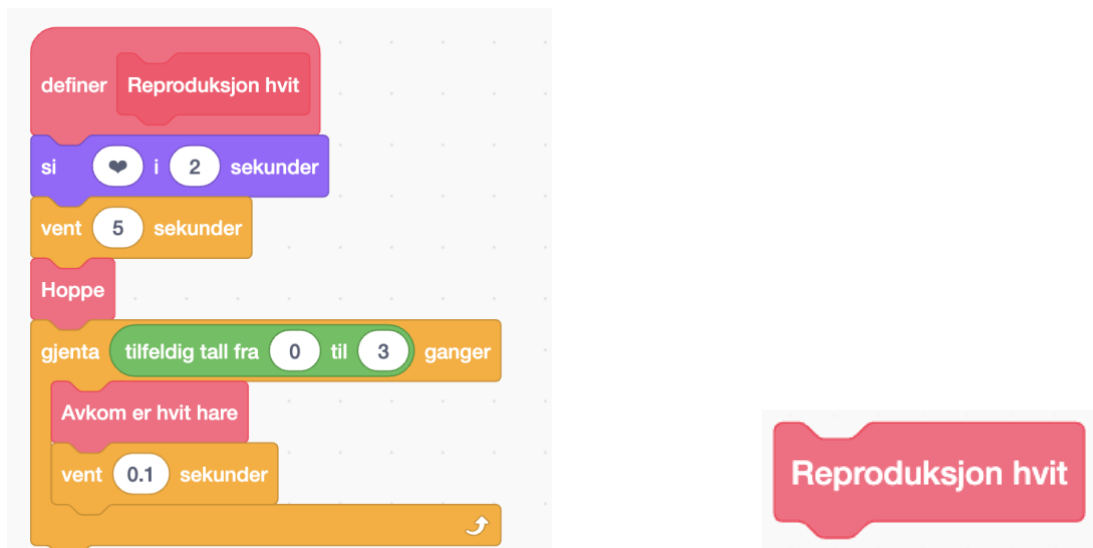 definer Reproduksjon hvit
si ❤ i 2 sekunder
vent 5 sekunder
Hoppe
gjenta tilfeldig tall fra 0 til 3 ganger
Avkom er hvit hare
vent 0.1 sekunder
Reproduksjon hvit